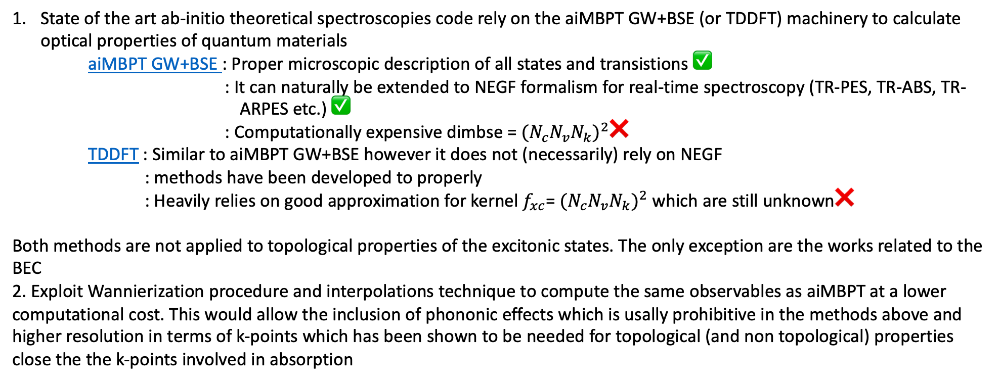 1. State of the art ab-initio theoretical spectroscopies code rely on the aiMBPT GW+BSE (or TDDFT) machinery to calculate
optical properties of quantum materials
aiMBPT GW+BSE : Proper microscopic description of all states and transistions ✅
: It can naturally be extended to NEGF formalism for real-time spectroscopy (TR-PES, TR-ABS, TR-
ARPES etc.) ✅
: Computationally expensive dimbse = (N_cN_vN_k)²❌
TDDFT : Similar to aiMBPT GW+BSE however it does not (necessarily) rely on NEGF
: methods have been developed to properly
: Heavily relies on good approximation for kernel f_xc= (N_cN_vN_k)² which are still unknown❌
Both methods are not applied to topological properties of the excitonic states. The only exception are the works related to the
BEC
2. Exploit Wannierization procedure and interpolations technique to compute the same observables as aiMBPT at a lower
computational cost. This would allow the inclusion of phononic effects which is usally prohibitive in the methods above and
higher resolution in terms of k-points which has been shown to be needed for topological (and non topological) properties
close the the k-points involved in absorption